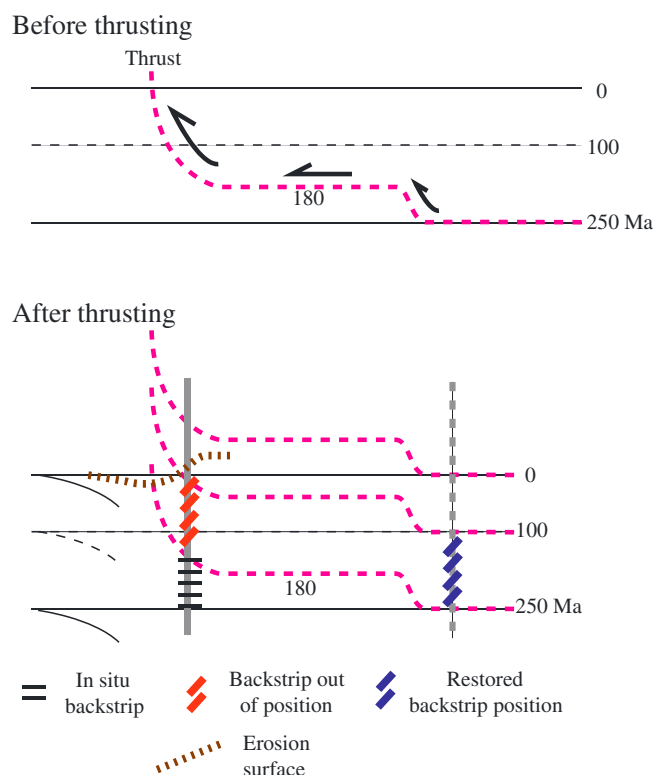 Before thrusting
Thrust
0
100
180
250 Ma
After thrusting
0
100
180
250 Ma
In situ
backstrip
Backstrip out
of position
Restored
backstrip position
Erosion
surface